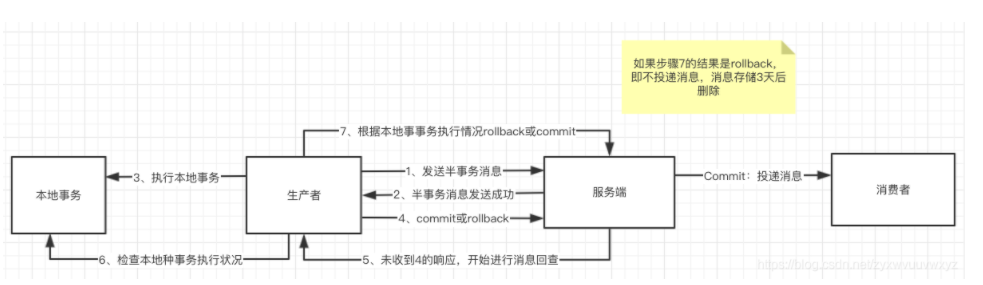 如果步骤7的结果是rollback，
即不投递消息，消息存储3天后
删除
7、根据本地事事务执行情况rollback或commit
1、发送半事务消息
3、执行本地事务
Commit：投递消息
本地事务
生产者
2、半事务消息发送成功
服务端
消费者
4、commit或rollback
6、检查本地种事务执行状况
5、未收到4的响应，开始进行消息回查
https://blog.csdn.net/zyxwvuuvwxyz